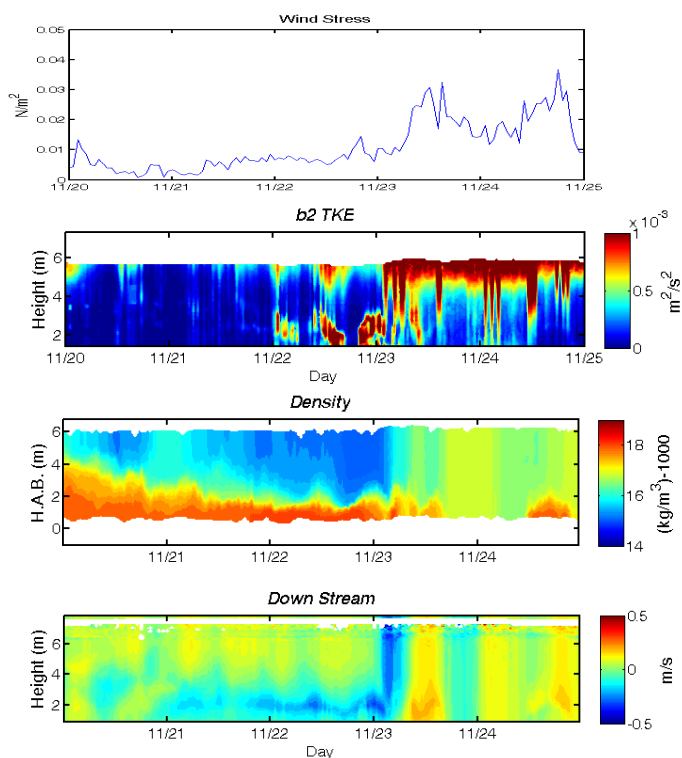 Wind Stress
0.05
0.04
0.03
0.02
0.01
0
N/m²
11/20 11/21 11/22 11/23 11/24 11/25
b2 TKE
6
4
2
Height (m)
11/20 11/21 11/22 11/23 11/24 11/25
Day
x 10⁻³
1
0.5
0
m²/s²
Density
6
4
2
0
H.A.B. (m)
11/21 11/22 11/23 11/24
18
16
14
(kg/m³)-1000
Down Stream
6
4
2
Height (m)
11/21 11/22 11/23 11/24
Day
0.5
0
-0.5
m/s